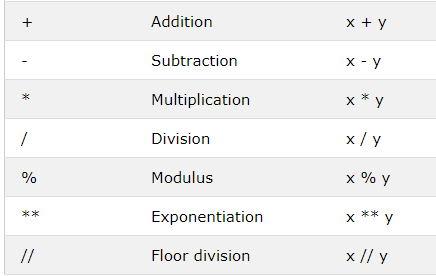 + Addition x + y
- Subtraction x - y
* Multiplication x * y
/ Division x / y
% Modulus x % y
** Exponentiation x ** y
// Floor division x // y